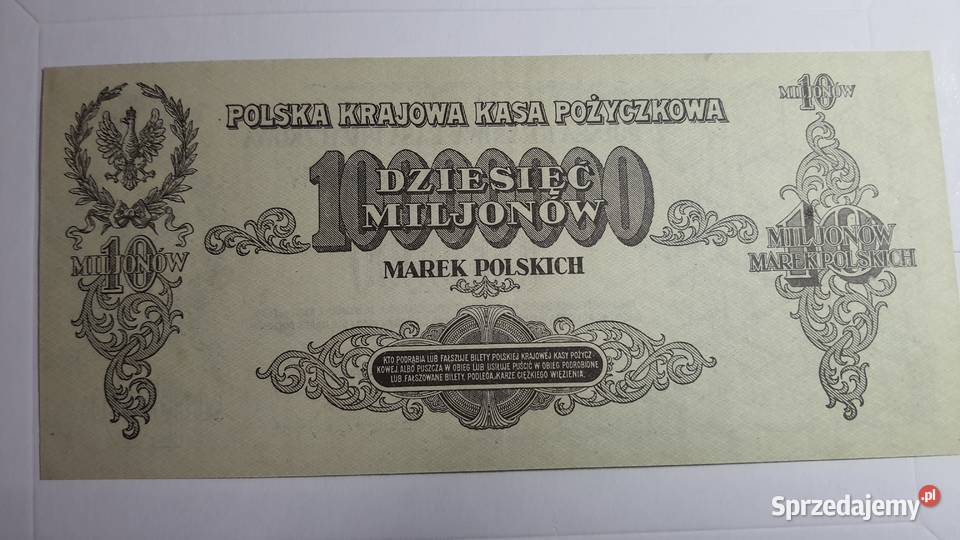 10
MILJONÓW
POLSKA KRAJOWA KASA POŻYCZKOWA
10000000
DZIESIĘĆ
MILJONÓW
MAREK POLSKICH
10
MILJONÓW
10
MILJONÓW
MAREK POLSKICH
KTO PODRABIA LUB FAŁSZUJE BILETY POLSKIEJ KRAJOWEJ KASY POŻYCZ-
KOWEJ, ALBO PUSZCZA W OBIEG LUB USIŁUJE PUŚCIĆ W OBIEG PODROBIONE
LUB FAŁSZOWANE BILETY, PODLEGA KARZE CIĘŻKIEGO WIĘZIENIA.
Sprzedajemy.pl